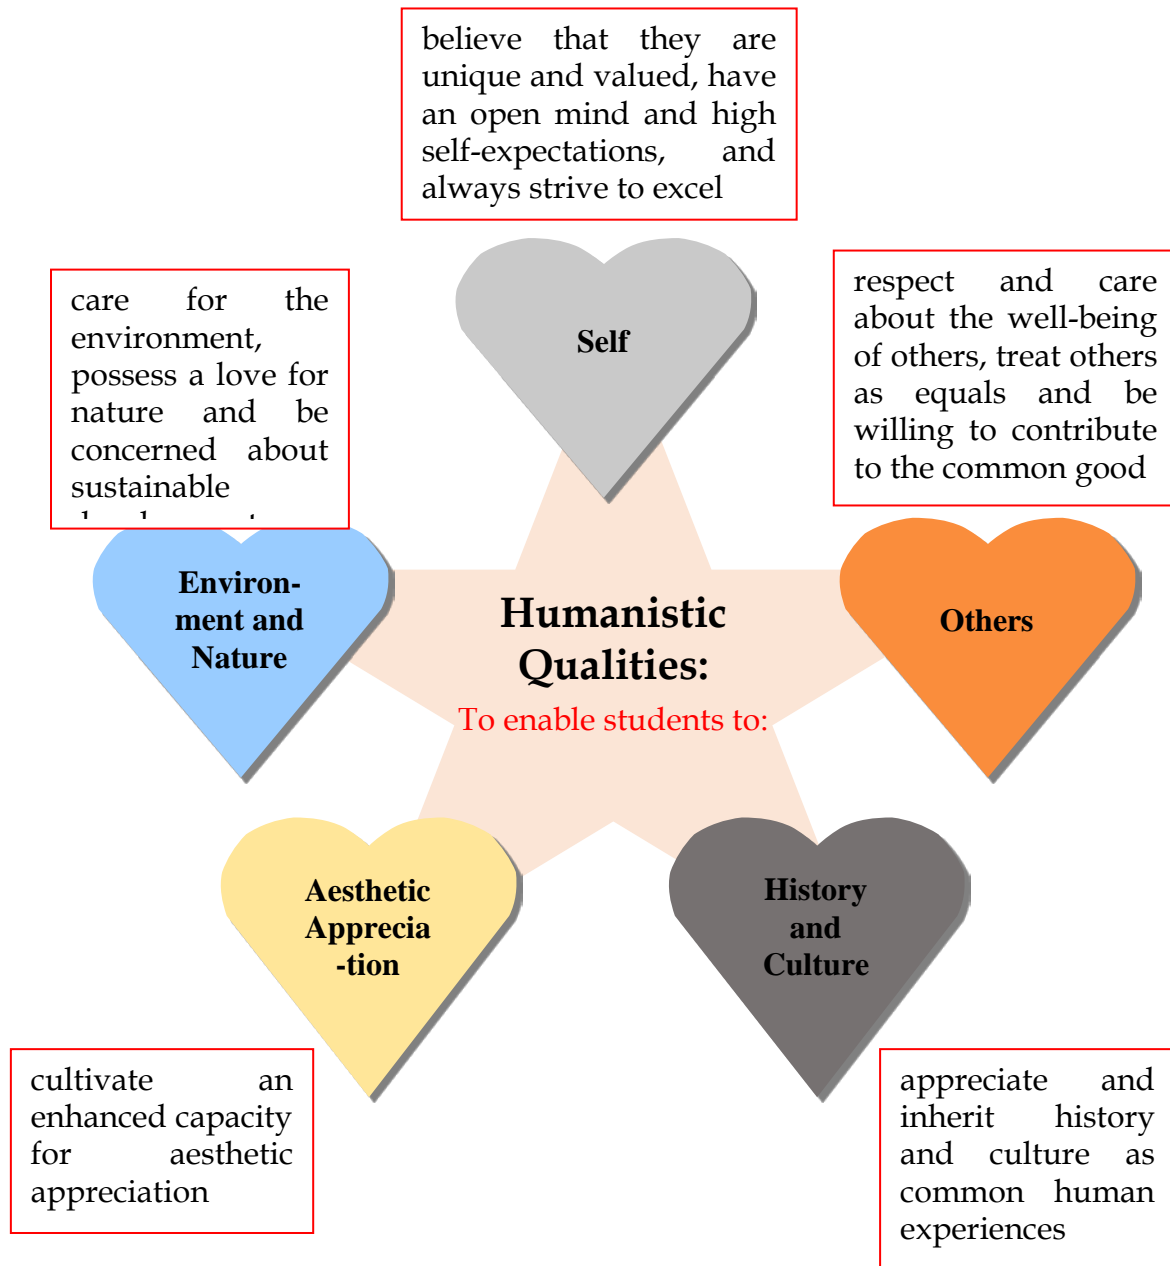 believe that they are
unique and valued, have
an open mind and high
self-expectations, and
always strive to excel
Self
care for the
environment,
possess a love for
nature and be
concerned about
sustainable
respect and care
about the well-being
of others, treat others
as equals and be
willing to contribute
to the common good
Environ-
ment and
Nature
Humanistic
Qualities:
To enable students to:
Others
Aesthetic
Apprecia
-tion
History
and
Culture
cultivate an
enhanced capacity
for aesthetic
appreciation
appreciate and
inherit history
and culture as
common human
experiences